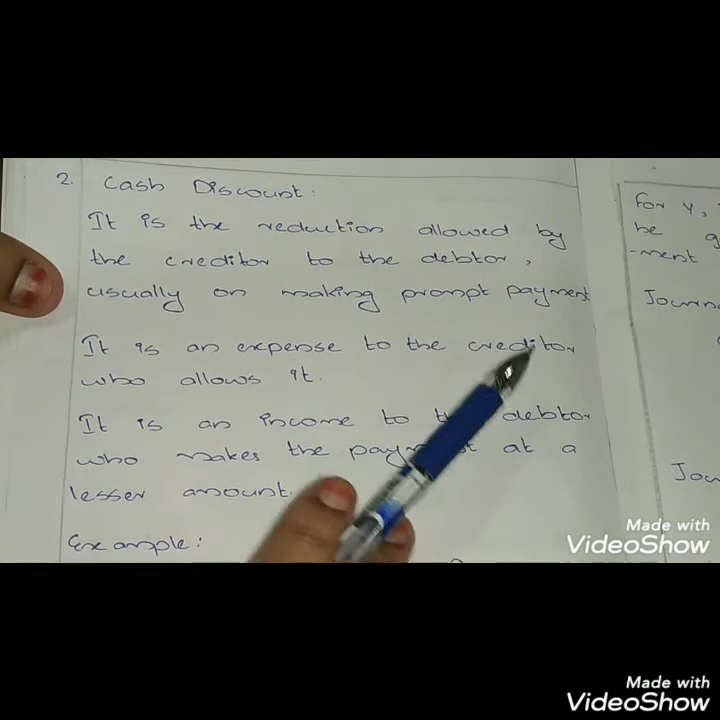 2. Cash Discount:
It is the reduction allowed by
the creditor to the debtor,
usually on making prompt payment
It is an expense to the creditor
who allows it.
It is an income to the debtor
who makes the payment at a
lesser amount.
Example:
For Y,
be
-ment
Journ
Jou
Made with
VideoShow
Made with
VideoShow